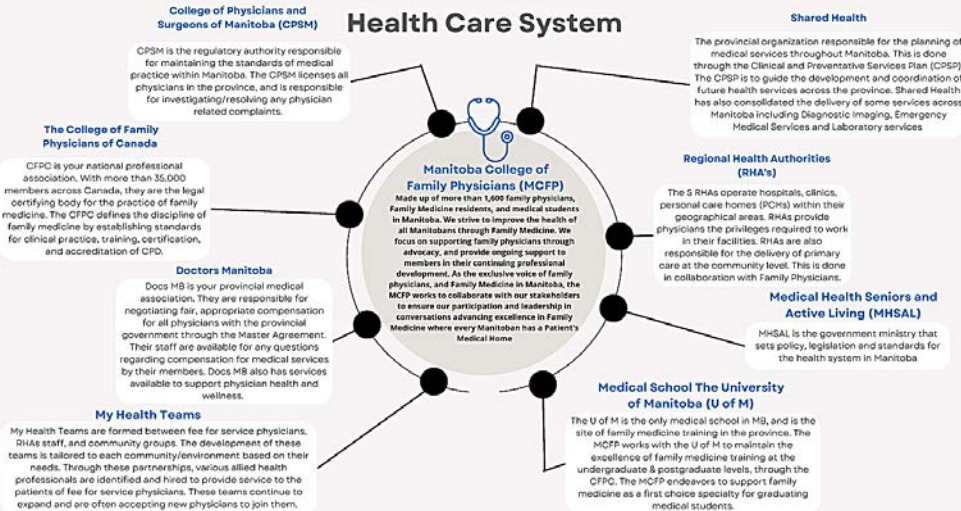 Health Care System
College of Physicians and
Surgeons of Manitoba (CPSM)
CPSM is the regulatory authority responsible
for maintaining the standards of medical
practice within Manitoba. The CPSM licenses all
physicians in the province, and is responsible
for investigating/resolving any physician
related complaints.
The College of Family
Physicians of Canada
CFPC is your national professional
association. With more than 35,000
members across Canada, they are the legal
certifying body for the practice of family
medicine. The CFPC defines the discipline of
family medicine by establishing standards
for clinical practice, training, certification,
and accreditation of CPD.
Doctors Manitoba
Docs MB is your provincial medical
association. They are responsible for
negotiating fair, appropriate compensation
for all physicians with the provincial
government through the Master Agreement.
Their staff are available for any questions
regarding compensation for medical services
by their members. Docs MB also has services
available to support physician health and
wellness.
My Health Teams
My Health Teams are formed between fee for service physicians,
RHAs staff, and community groups. The development of these
teams is tailored to each community/environment based on their
needs. Through these partnerships, various allied health
professionals are identified and hired to provide service to the
patients of fee for service physicians. These teams continue to
expand and are often accepting new physicians to join them.
Manitoba College of
Family Physicians (MCFP)
Made up of more than 1,600 family physicians,
Family Medicine residents, and medical students
in Manitoba. We strive to improve the health of
all Manitobans through Family Medicine. We
focus on supporting family physicians through
advocacy, and provide ongoing support to
members in their continuing professional
development. As the exclusive voice of family
physicians, and Family Medicine in Manitoba, the
MCFP works to collaborate with our stakeholders
to ensure our participation and leadership in
conversations advancing excellence in Family
Medicine where every Manitoban has a Patient's
Medical Home
Shared Health
The provincial organization responsible for the planning of
medical services throughout Manitoba. This is done
through the Clinical and Preventative Services Plan (CPSP)
The CPSP is to guide the development and coordination of
future health services across the province. Shared Health
has also consolidated the delivery of some services across
Manitoba including Diagnostic Imaging, Emergency
Medical Services and Laboratory services
Regional Health Authorities
(RHA's)
The 5 RHAs operate hospitals, clinics,
personal care homes (PCHs) within their
geographical areas. RHAs provide
physicians the privileges required to work
in their facilities. RHAs are also
responsible for the delivery of primary
care at the community level. This is done
in collaboration with Family Physicians.
Medical Health Seniors and
Active Living (MHSAL)
MHSAL is the government ministry that
sets policy, legislation and standards for
the health system in Manitoba
Medical School The University
of Manitoba (U of M)
The U of M is the only medical school in MB, and is the
site of family medicine training in the province. The
MCFP works with the U of M to maintain the
excellence of family medicine training at the
undergraduate & postgraduate levels, through the
CFPC. The MCFP endeavors to support family
medicine as a first choice specialty for graduating
medical students.